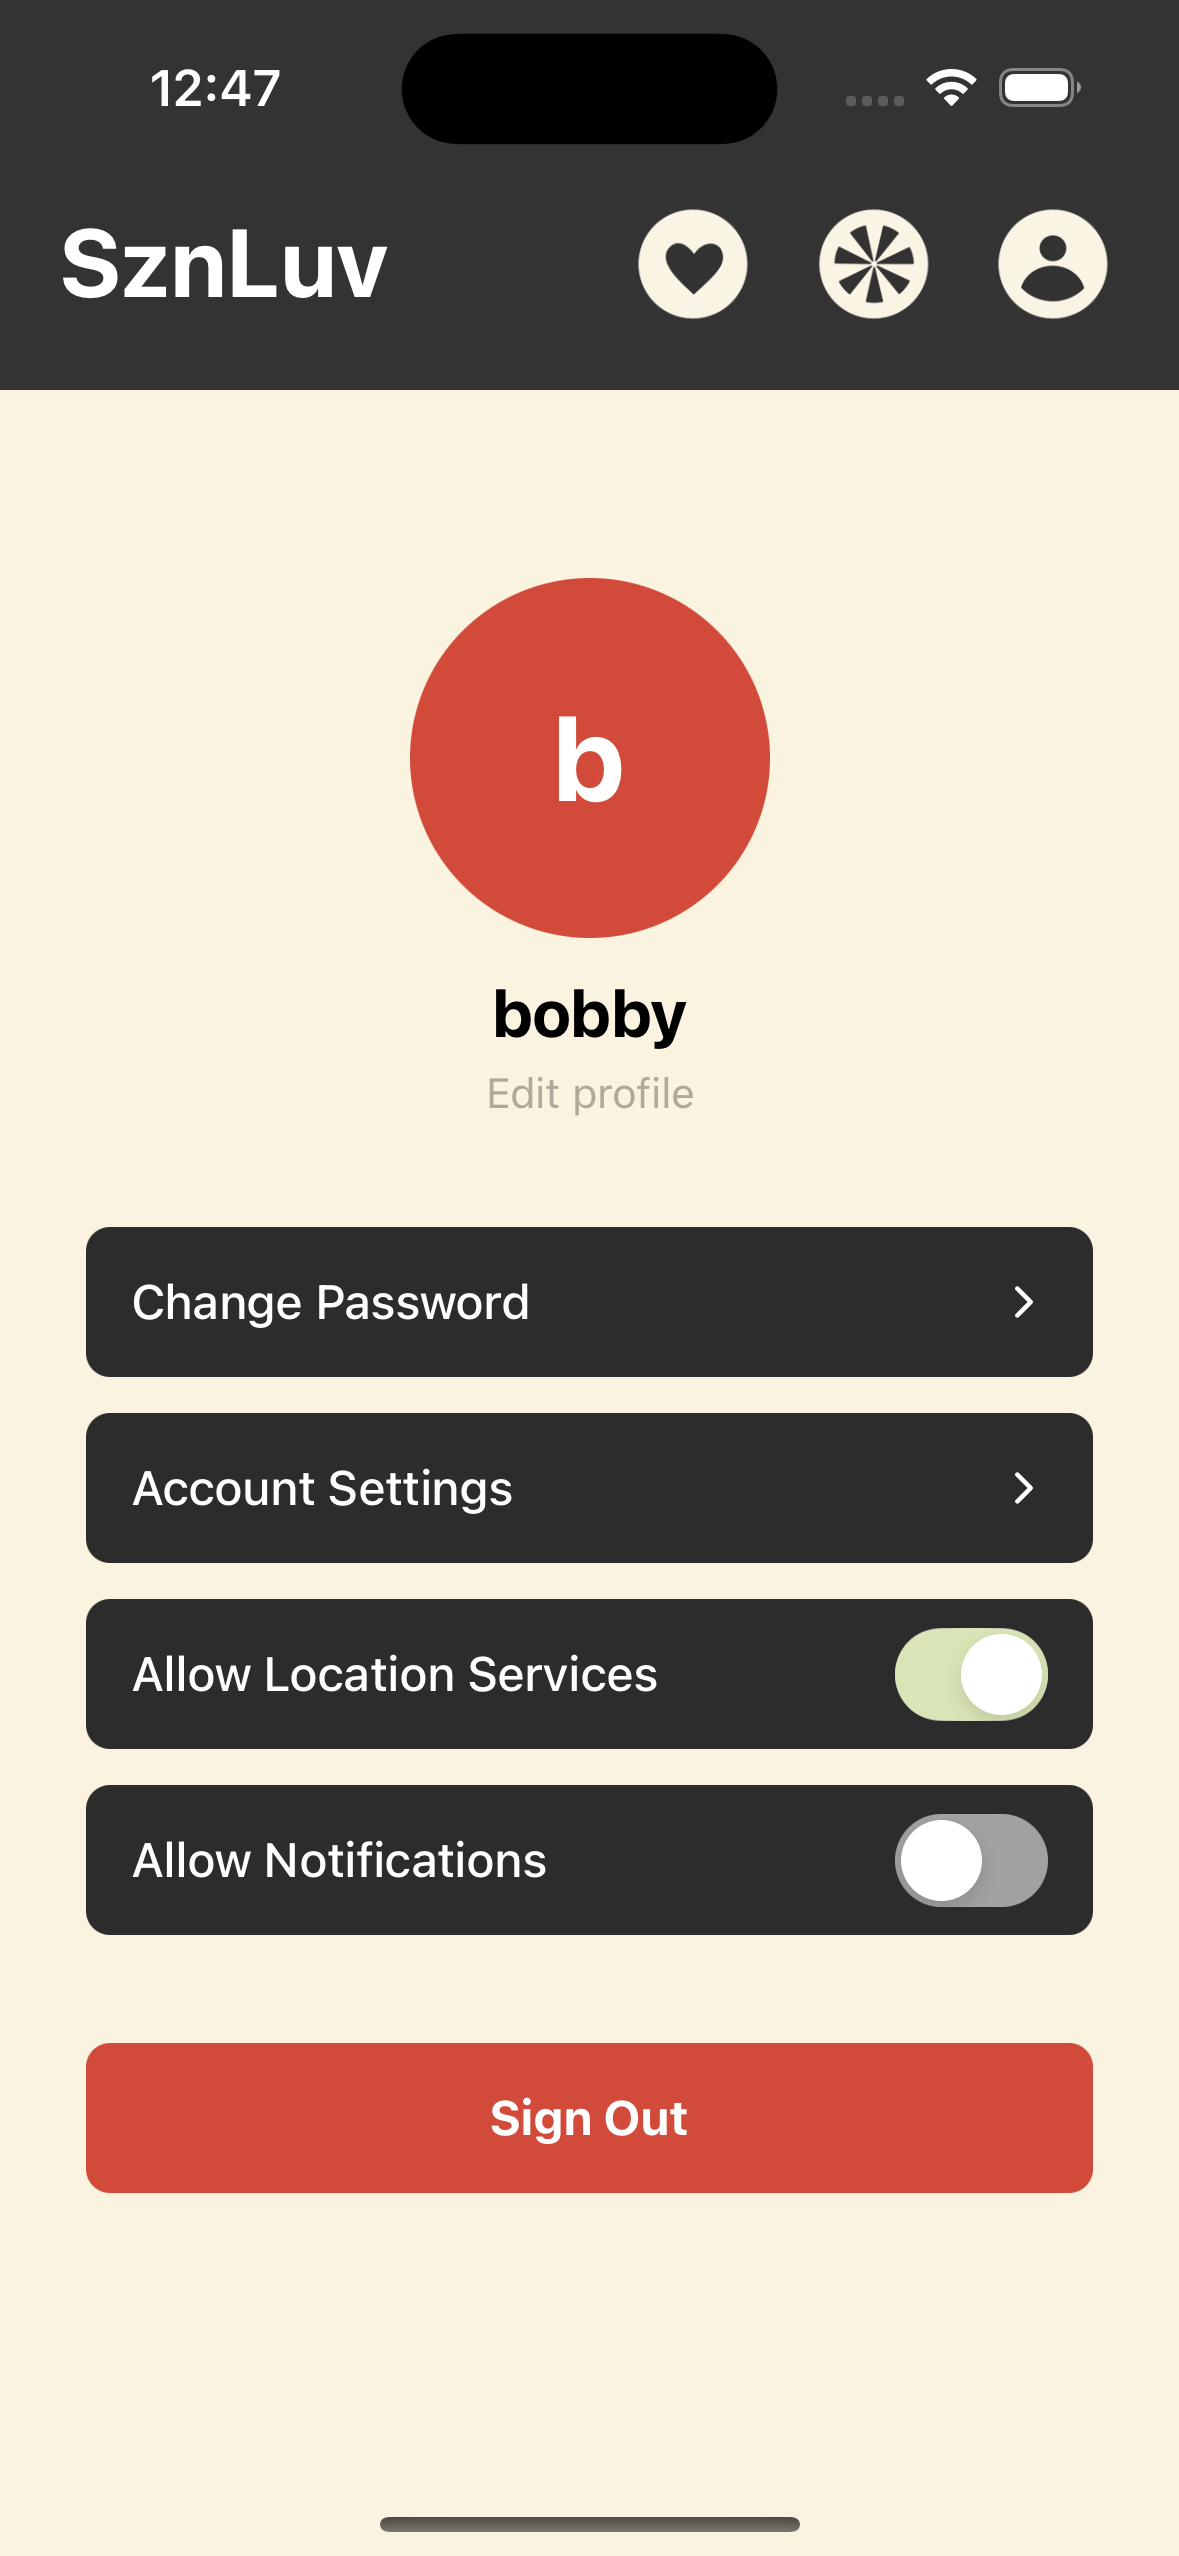 12:47
SznLuv
b
bobby
Edit profile
Change Password
Account Settings
Allow Location Services
Allow Notifications
Sign Out